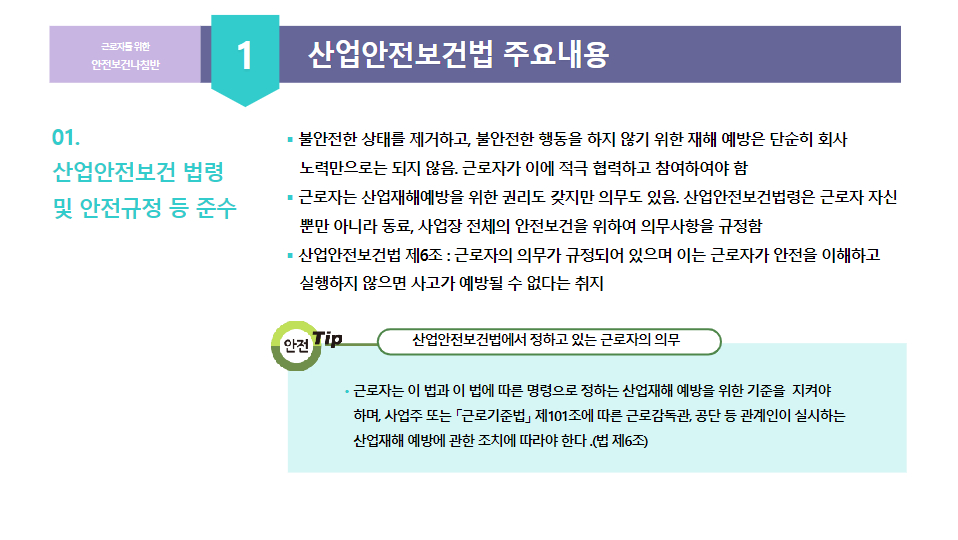 근로자를 위한
안전보건나침반
1
산업안전보건법 주요내용
01.
산업안전보건 법령
및 안전규정 등 준수
▪ 불안전한 상태를 제거하고, 불안전한 행동을 하지 않기 위한 재해 예방은 단순히 회사
노력만으로는 되지 않음. 근로자가 이에 적극 협력하고 참여하여야 함
▪ 근로자는 산업재해예방을 위한 권리도 갖지만 의무도 있음. 산업안전보건법령은 근로자 자신
뿐만 아니라 동료, 사업장 전체의 안전보건을 위하여 의무사항을 규정함
▪ 산업안전보건법 제6조 : 근로자의 의무가 규정되어 있으며 이는 근로자가 안전을 이해하고
실행하지 않으면 사고가 예방될 수 없다는 취지
안전 Tip
산업안전보건법에서 정하고 있는 근로자의 의무
• 근로자는 이 법과 이 법에 따른 명령으로 정하는 산업재해 예방을 위한 기준을 지켜야
하며, 사업주 또는 「근로기준법」 제101조에 따른 근로감독관, 공단 등 관계인이 실시하는
산업재해 예방에 관한 조치에 따라야 한다 .(법 제6조)